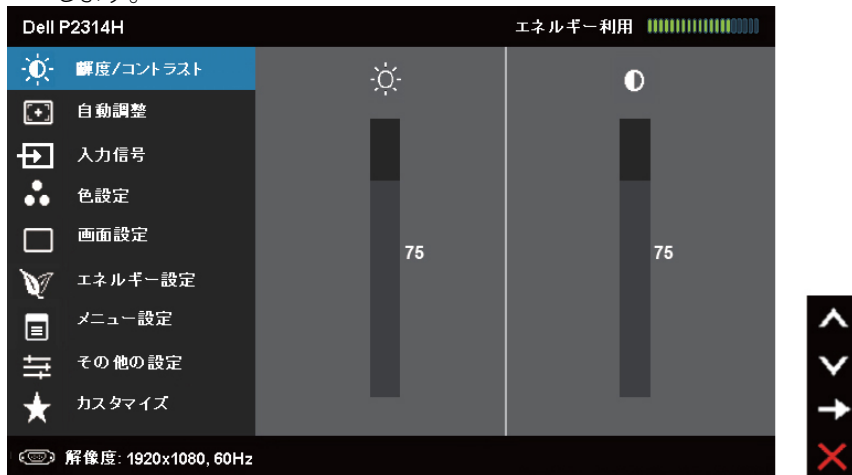 します。
Dell P2314H
エネルギー利用
輝度/コントラスト
自動調整
入力信号
色設定
画面設定
エネルギー設定
メニュー設定
その他の設定
カスタマイズ
75
75
解像度: 1920x1080, 60Hz